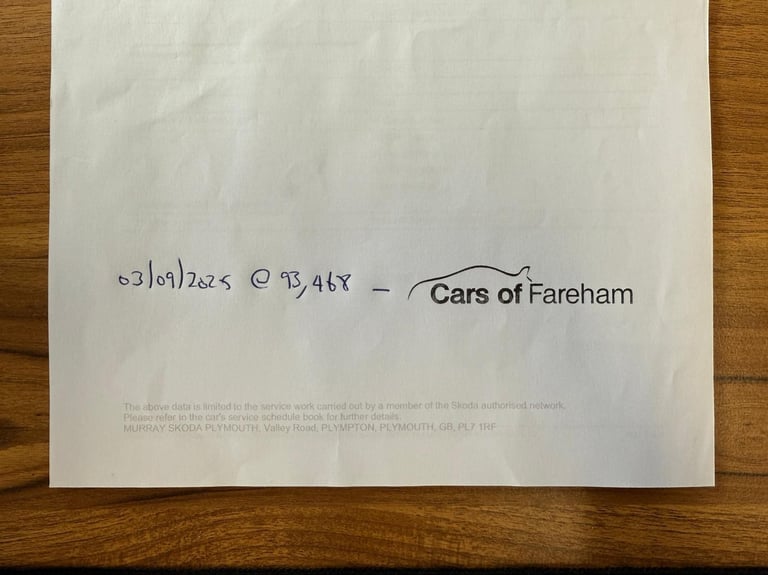 03/09/2025 @ 93,468 – Cars of Fareham
The above data is limited to the service work carried out by a member of the Skoda authorised network.
Please refer to the car's service schedule book for further details.
MURRAY SKODA PLYMOUTH, Valley Road, PLYMPTON, PLYMOUTH, GB, PL7 1RF